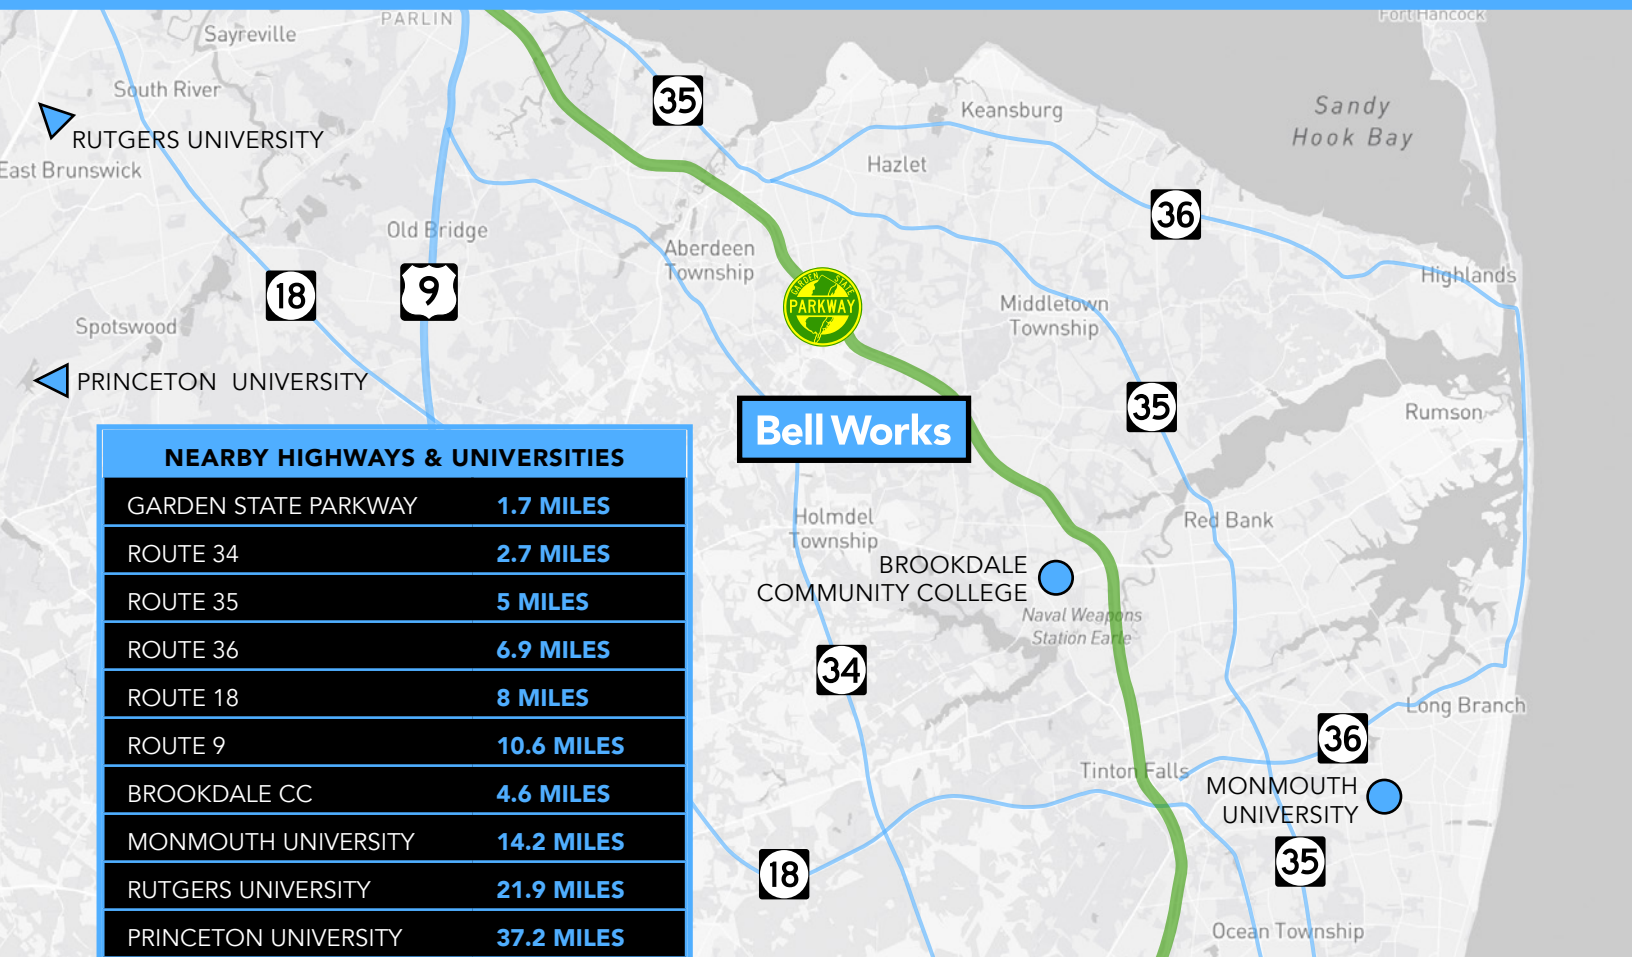 PARLIN
Fort Hancock
Sayreville
South River
35
Keansburg
Sandy
Hook Bay
RUTGERS UNIVERSITY
East Brunswick
Hazlet
36
Old Bridge
Aberdeen
Township
18
9
GARDEN STATE
PARKWAY
Highlands
Middletown
Township
Spotswood
PRINCETON UNIVERSITY
35
Rumson
Bell Works
NEARBY HIGHWAYS & UNIVERSITIES
GARDEN STATE PARKWAY 1.7 MILES
ROUTE 34 2.7 MILES
ROUTE 35 5 MILES
ROUTE 36 6.9 MILES
ROUTE 18 8 MILES
ROUTE 9 10.6 MILES
BROOKDALE CC 4.6 MILES
MONMOUTH UNIVERSITY 14.2 MILES
RUTGERS UNIVERSITY 21.9 MILES
PRINCETON UNIVERSITY 37.2 MILES
Holmdel
Township
Red Bank
BROOKDALE
COMMUNITY COLLEGE
Naval Weapons
Station Earle
34
Long Branch
36
Tinton Falls
MONMOUTH
UNIVERSITY
18
35
Ocean Township